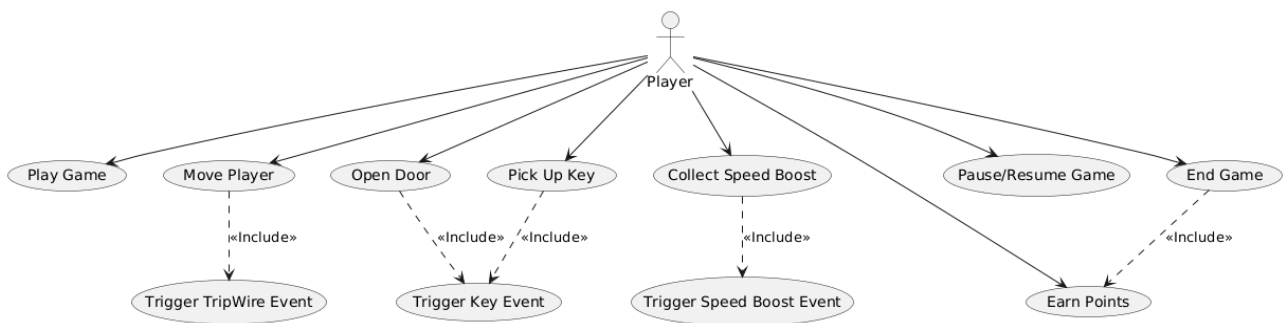 Player
Play Game
Move Player
Open Door
Pick Up Key
Collect Speed Boost
Pause/Resume Game
End Game
«Include»
«Include»
«Include»
«Include»
«Include»
Trigger TripWire Event
Trigger Key Event
Trigger Speed Boost Event
Earn Points